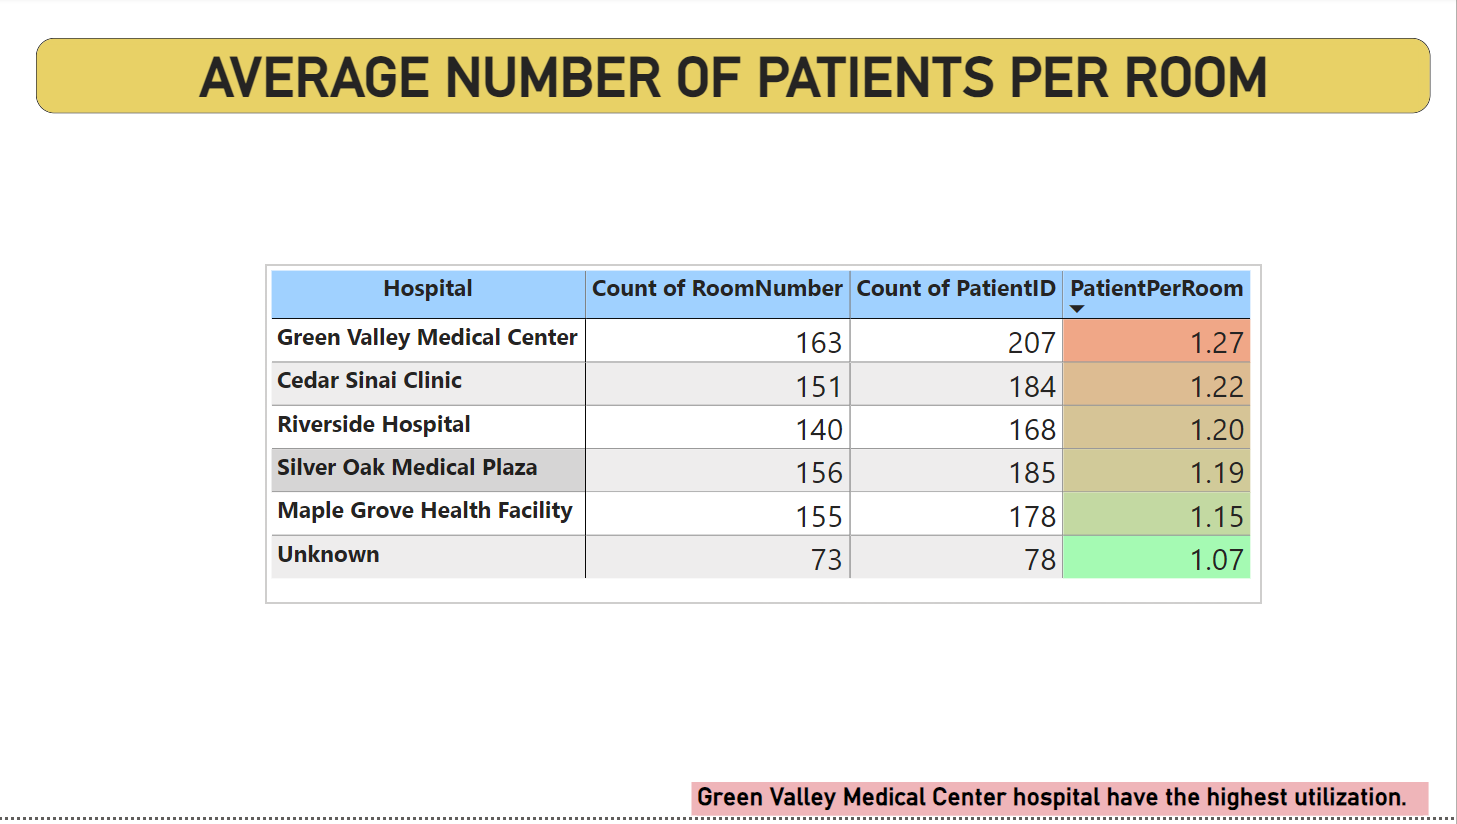 AVERAGE NUMBER OF PATIENTS PER ROOM
Hospital Count of RoomNumber Count of PatientID PatientPerRoom
Green Valley Medical Center 163 207 1.27
Cedar Sinai Clinic 151 184 1.22
Riverside Hospital 140 168 1.20
Silver Oak Medical Plaza 156 185 1.19
Maple Grove Health Facility 155 178 1.15
Unknown 73 78 1.07
Green Valley Medical Center hospital have the highest utilization.